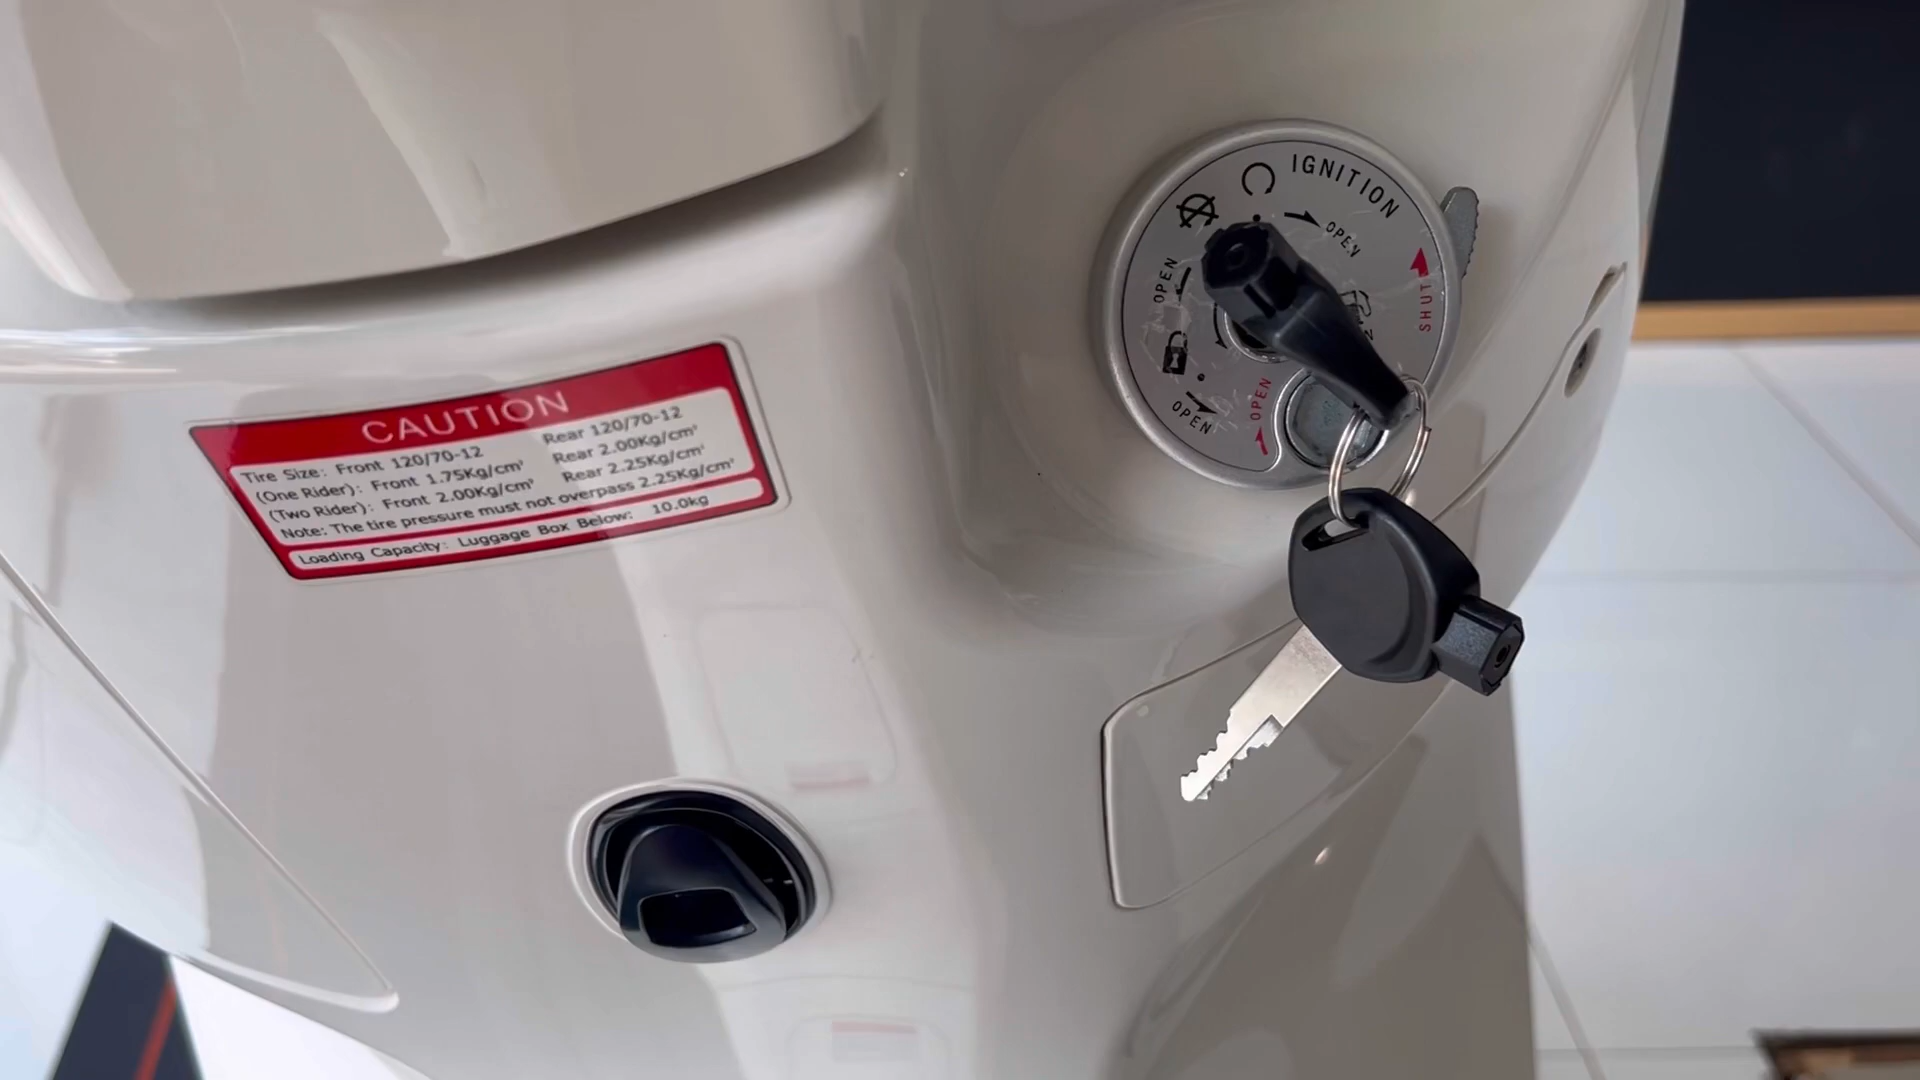 CAUTION
Tire Size: Front 120/70-12 Rear 120/70-12
(One Rider): Front 1.75Kg/cm² Rear 2.00Kg/cm²
(Two Rider): Front 2.00Kg/cm² Rear 2.25Kg/cm²
Note: The tire pressure must not overpass 2.25Kg/cm²
Loading Capacity: Luggage Box Below: 10.0kg
IGNITION
OPEN
OPEN
SHUT
OPEN
OPEN